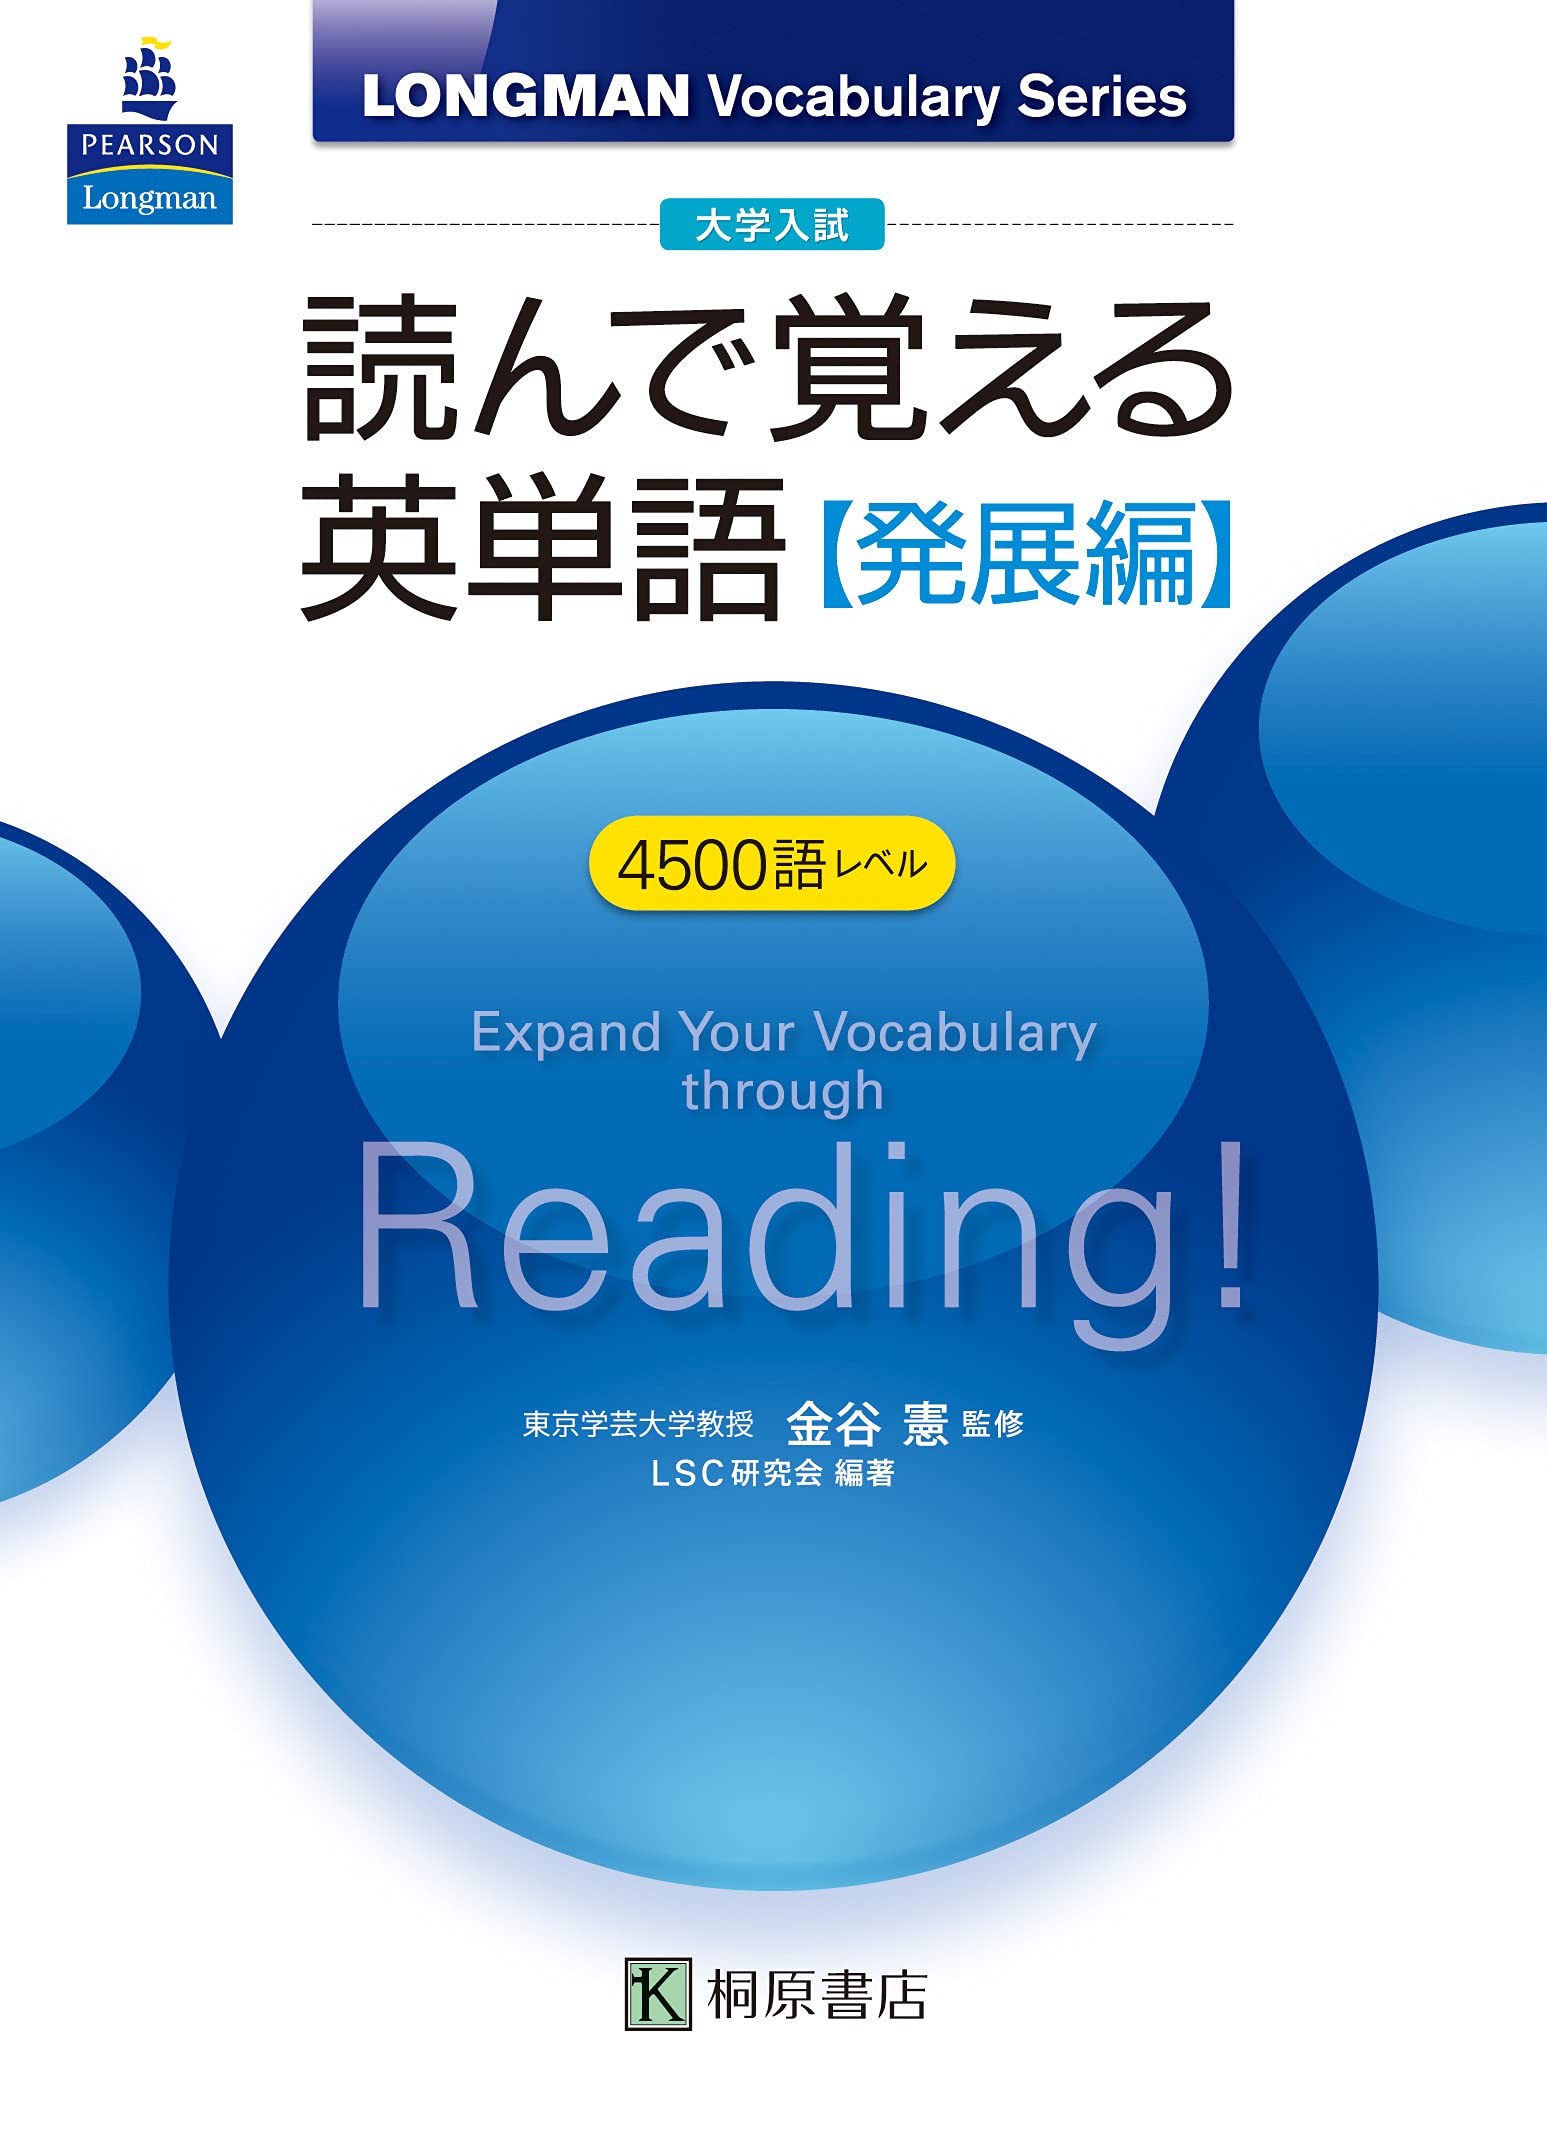 LONGMAN Vocabulary Series
PEARSON
Longman
大学入試
読んで覚える
英単語【発展編】
4500語レベル
Expand Your Vocabulary
through
Reading!
東京学芸大学教授 金谷 憲 監修
LSC研究会 編著
K 桐原書店